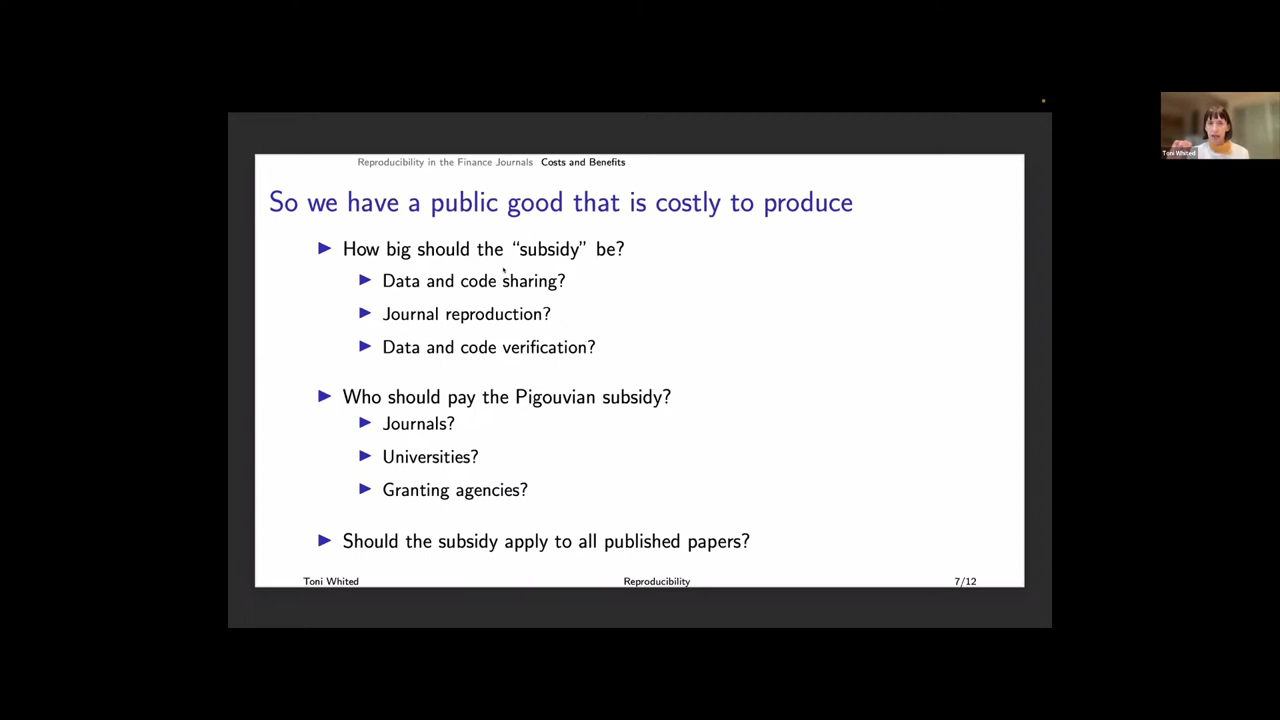 Reproducibility in the Finance Journals Costs and Benefits
So we have a public good that is costly to produce
▶ How big should the “subsidy” be?
▶ Data and code sharing?
▶ Journal reproduction?
▶ Data and code verification?
▶ Who should pay the Pigouvian subsidy?
▶ Journals?
▶ Universities?
▶ Granting agencies?
▶ Should the subsidy apply to all published papers?
Toni Whited Reproducibility 7/12
Toni Whited